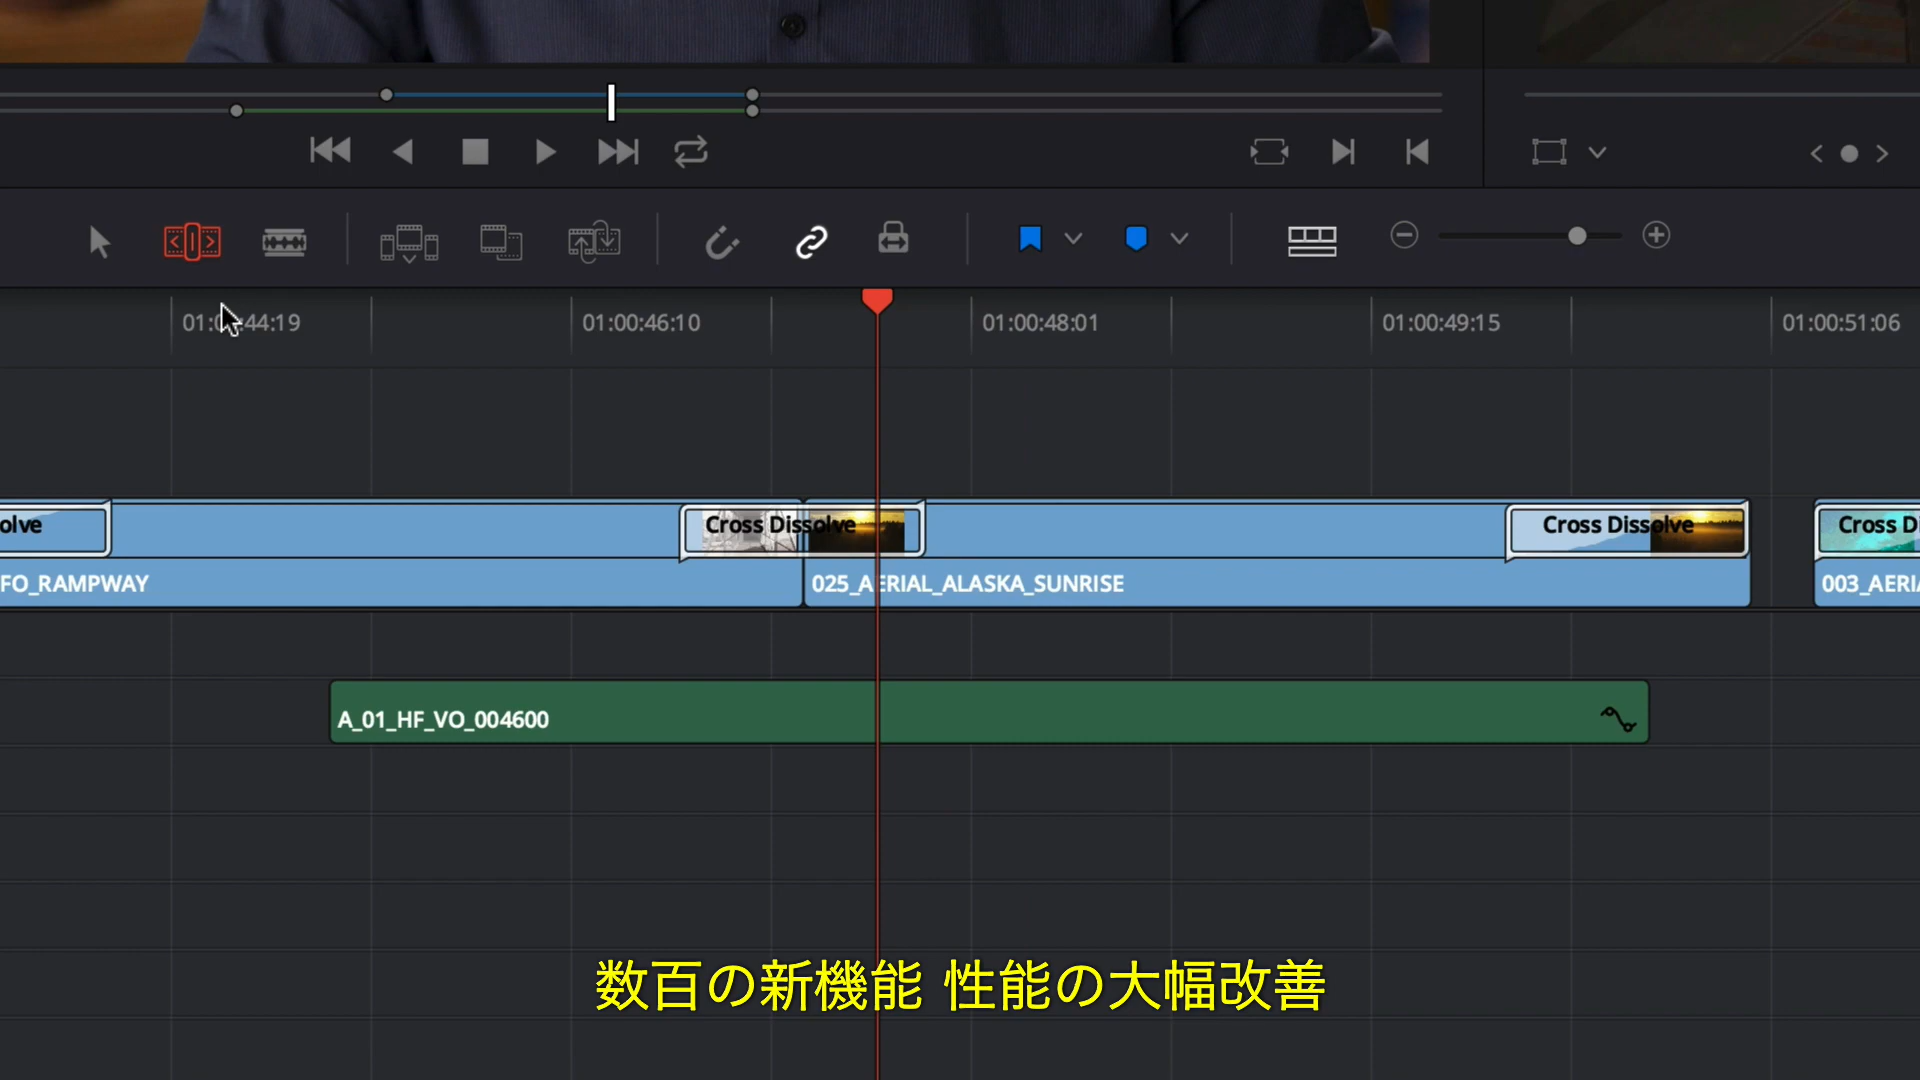 01:00:44:19
01:00:46:10
01:00:48:01
01:00:49:15
01:00:51:06
olve
Cross Dissolve
Cross Dissolve
Cross Di
FO_RAMPWAY
025_AERIAL_ALASKA_SUNRISE
003_AERIA
A_01_HF_VO_004600
数百の新機能 性能の大幅改善